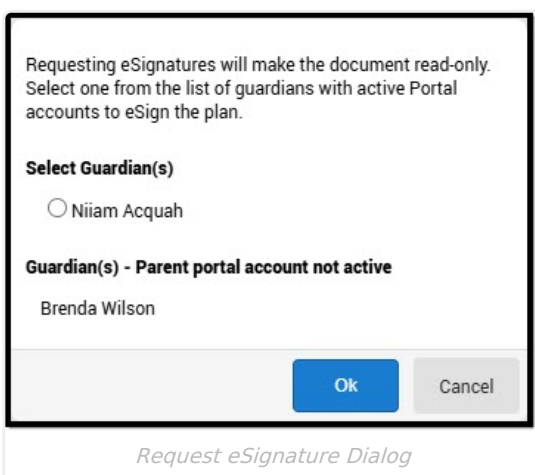 Requesting eSignatures will make the document read-only.
Select one from the list of guardians with active Portal
accounts to eSign the plan.
Select Guardian(s)
Niiam Acquah
Guardian(s) - Parent portal account not active
Brenda Wilson
Ok
Cancel
Request eSignature Dialog